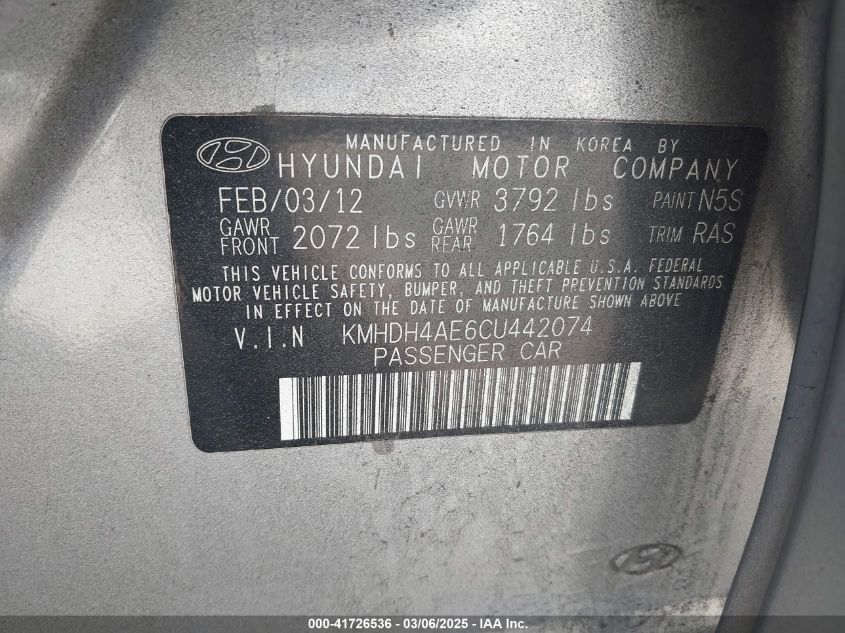 MANUFACTURED IN KOREA BY
HYUNDAI MOTOR COMPANY
FEB/03/12 GVWR 3792 lbs PAINT N5S
GAWR FRONT 2072 lbs GAWR REAR 1764 lbs TRIM RAS
THIS VEHICLE CONFORMS TO ALL APPLICABLE U.S.A. FEDERAL
MOTOR VEHICLE SAFETY, BUMPER, AND THEFT PREVENTION STANDARDS
IN EFFECT ON THE DATE OF MANUFACTURE SHOWN ABOVE
V.I.N KMHDH4AE6CU442074
PASSENGER CAR
000-41726536 - 03/06/2025 - IAA Inc.